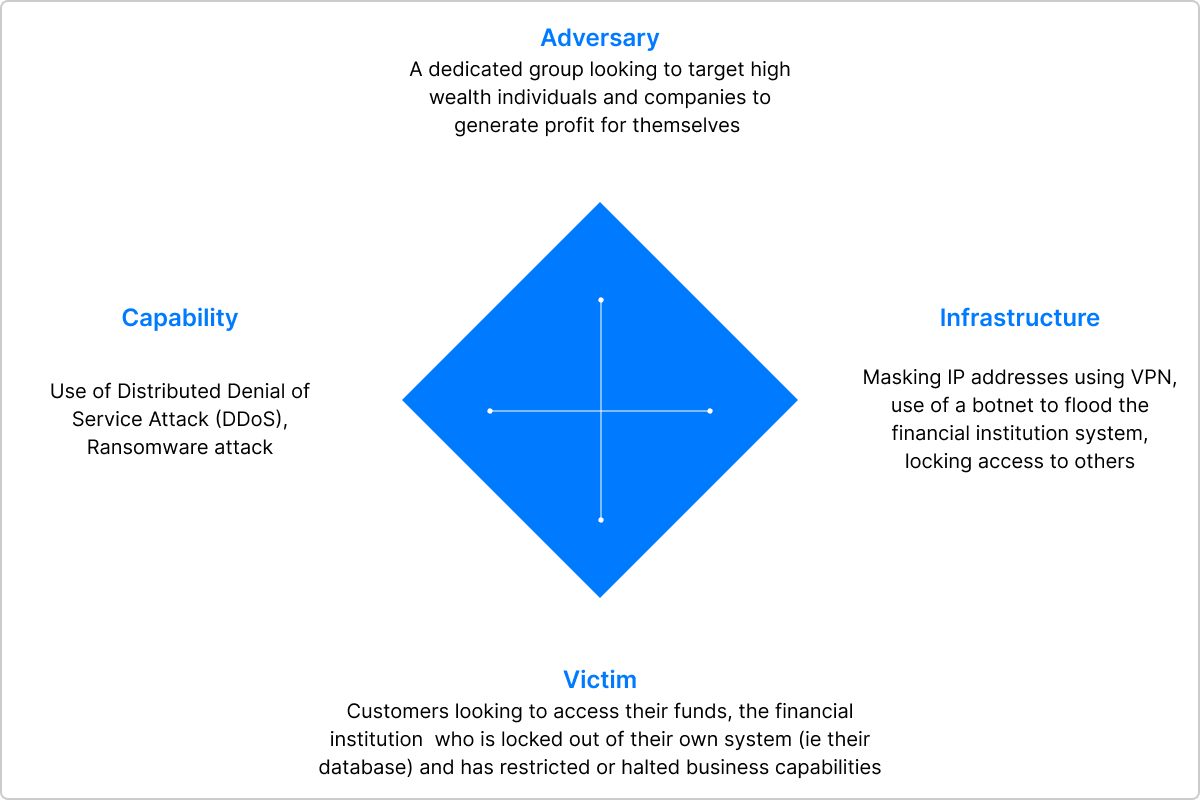 Adversary
A dedicated group looking to target high
wealth individuals and companies to
generate profit for themselves
Capability
Use of Distributed Denial of
Service Attack (DDoS),
Ransomware attack
Infrastructure
Masking IP addresses using VPN,
use of a botnet to flood the
financial institution system,
locking access to others
Victim
Customers looking to access their funds, the financial
institution  who is locked out of their own system (ie their
database) and has restricted or halted business capabilities